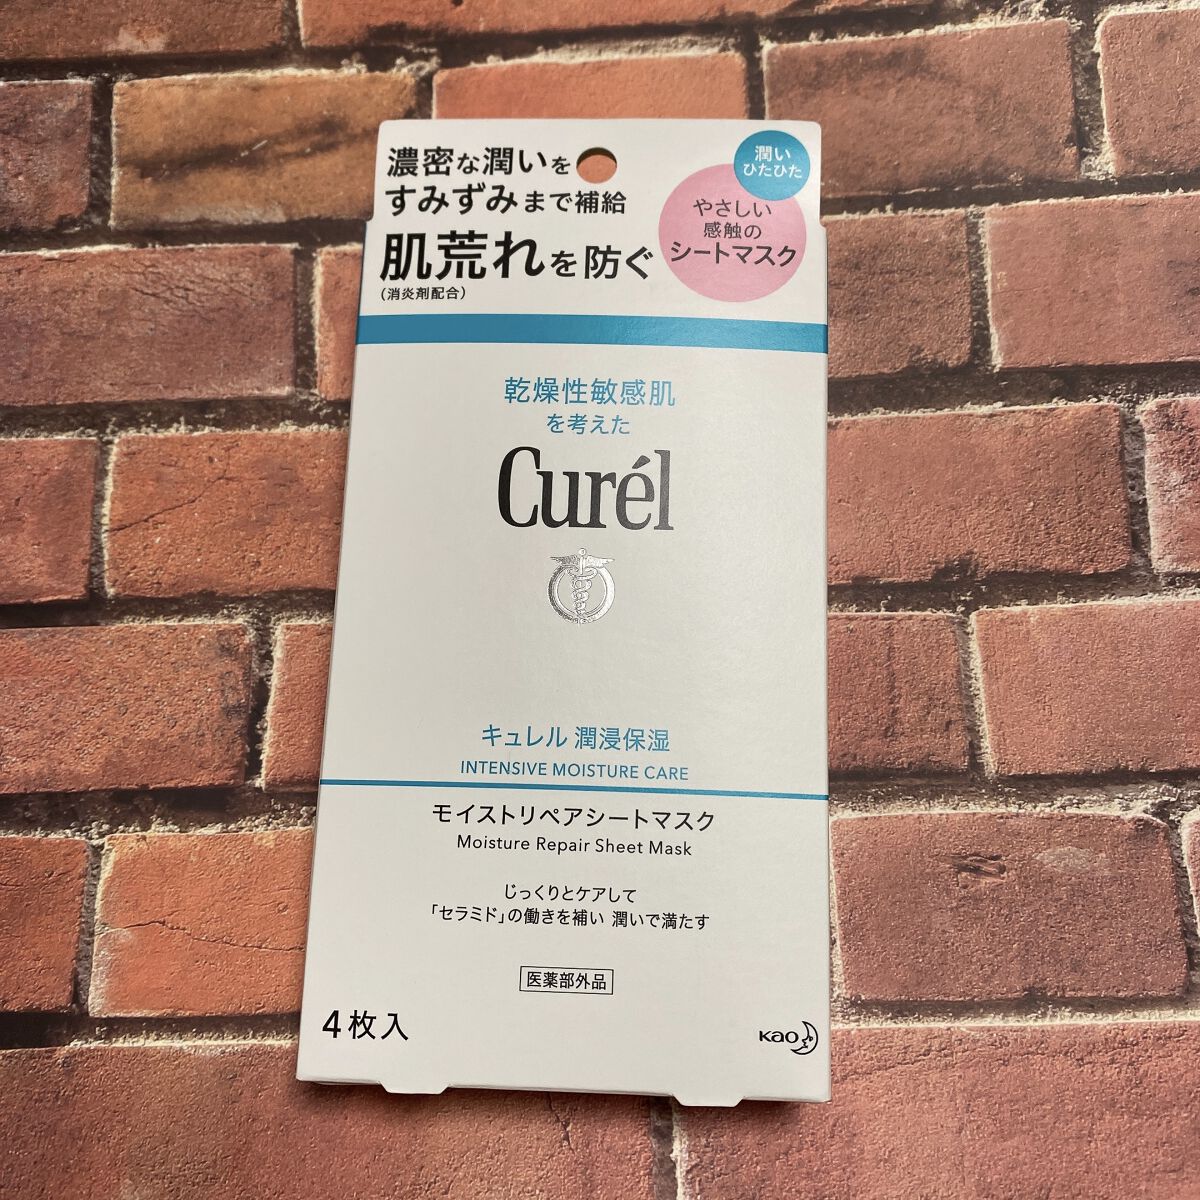 濃密な潤いを
すみずみまで補給
肌荒れを防ぐ
(消炎剤配合)
潤い
ひたひた
やさしい
感触の
シートマスク
乾燥性敏感肌
を考えた
Curél
キュレル 潤浸保湿
INTENSIVE MOISTURE CARE
モイストリペアシートマスク
Moisture Repair Sheet Mask
じっくりとケアして
「セラミド」の働きを補い 潤いで満たす
医薬部外品
4枚入
Kao